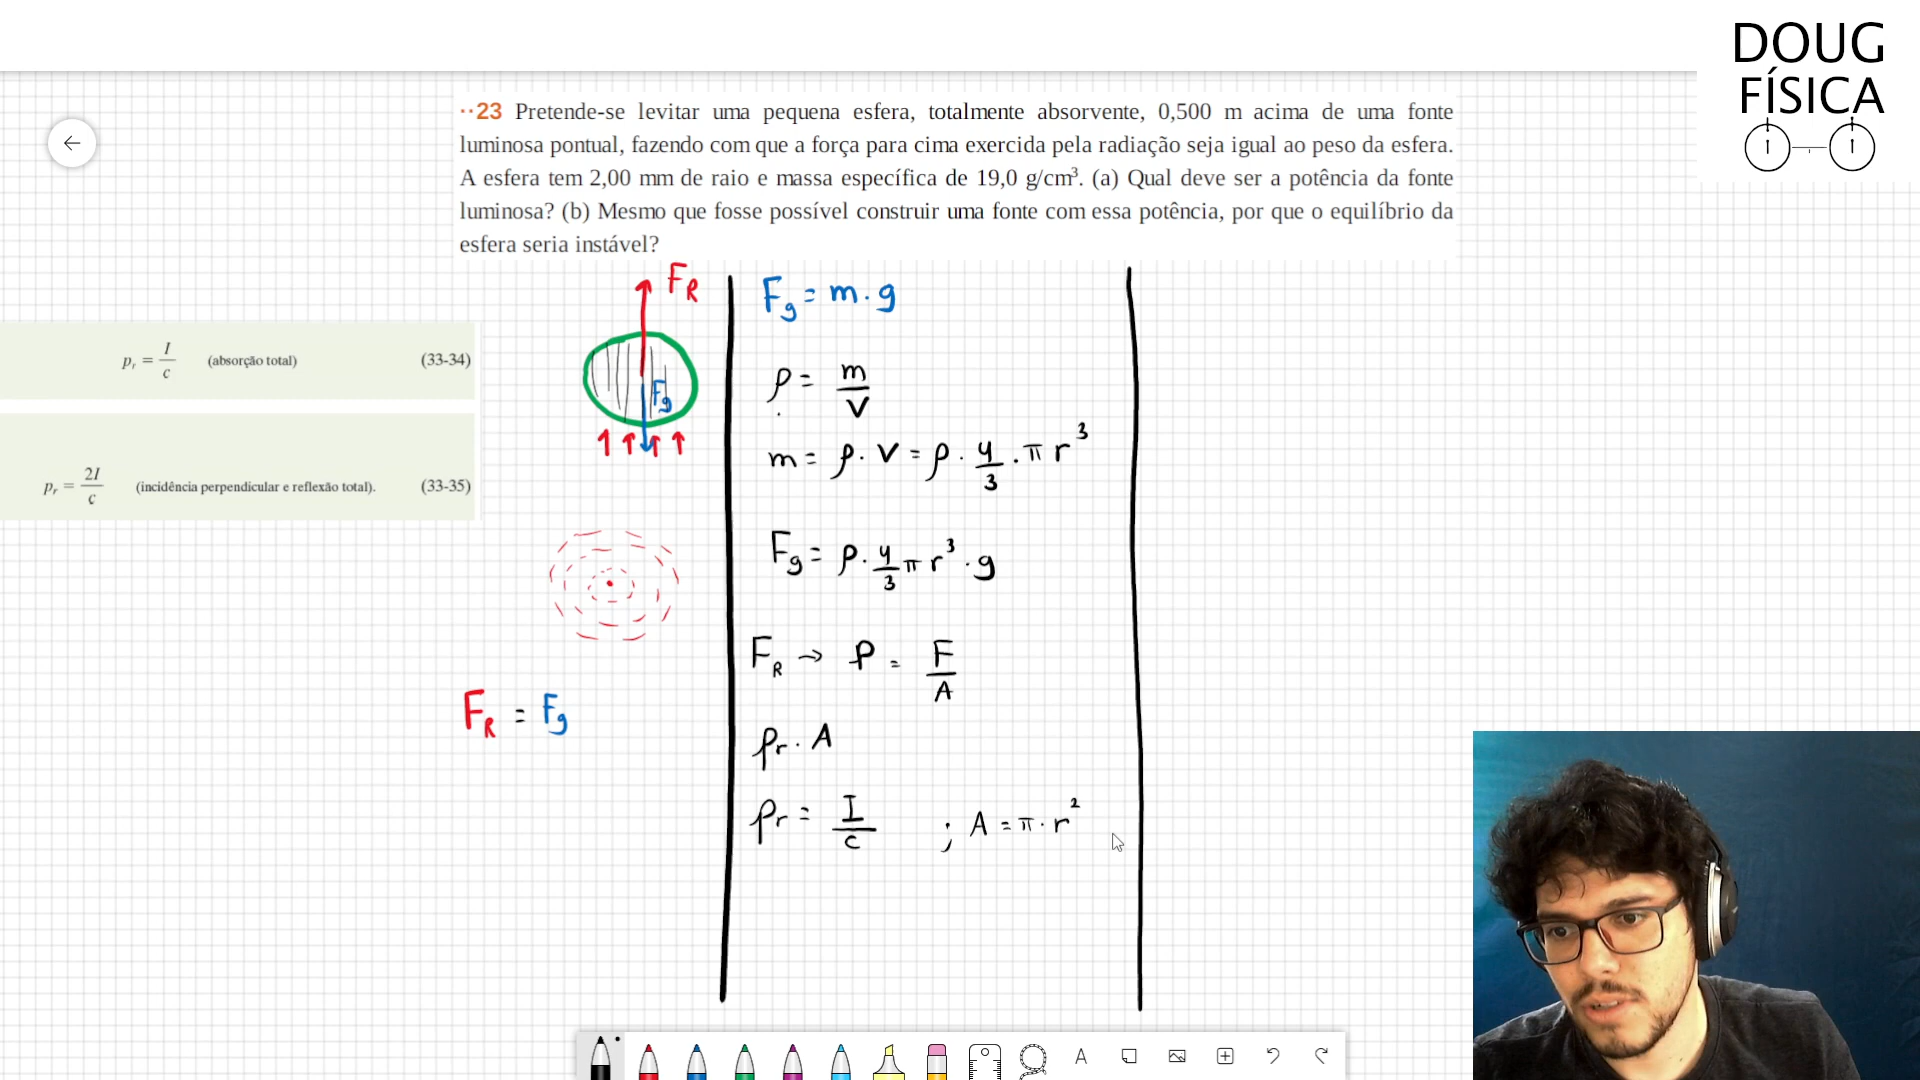 DOUG
FÍSICA
··23 Pretende-se levitar uma pequena esfera, totalmente absorvente, 0,500 m acima de uma fonte
luminosa pontual, fazendo com que a força para cima exercida pela radiação seja igual ao peso da esfera.
A esfera tem 2,00 mm de raio e massa específica de 19,0 g/cm³. (a) Qual deve ser a potência da fonte
luminosa? (b) Mesmo que fosse possível construir uma fonte com essa potência, por que o equilíbrio da
esfera seria instável?
p_r = I/c (absorção total) (33-34)
p_r = 2I/c (incidência perpendicular e reflexão total). (33-35)
F_R
F_g
F_R = F_g
F_g = m . g
ρ = m/V
m = ρ . V = ρ . 4/3 . π r³
F_g = ρ . 4/3 π r³ . g
F_R → P = F/A
Pr . A
Pr = I/c ; A = π . r²
A